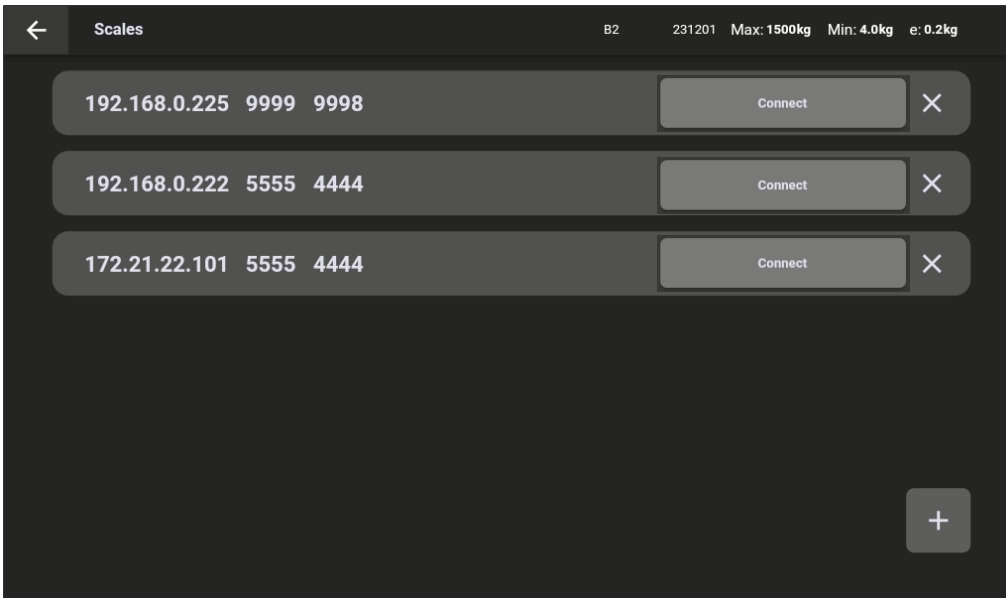 Scales B2 231201 Max: 1500kg Min: 4.0kg e: 0.2kg
192.168.0.225 9999 9998 Connect
192.168.0.222 5555 4444 Connect
172.21.22.101 5555 4444 Connect